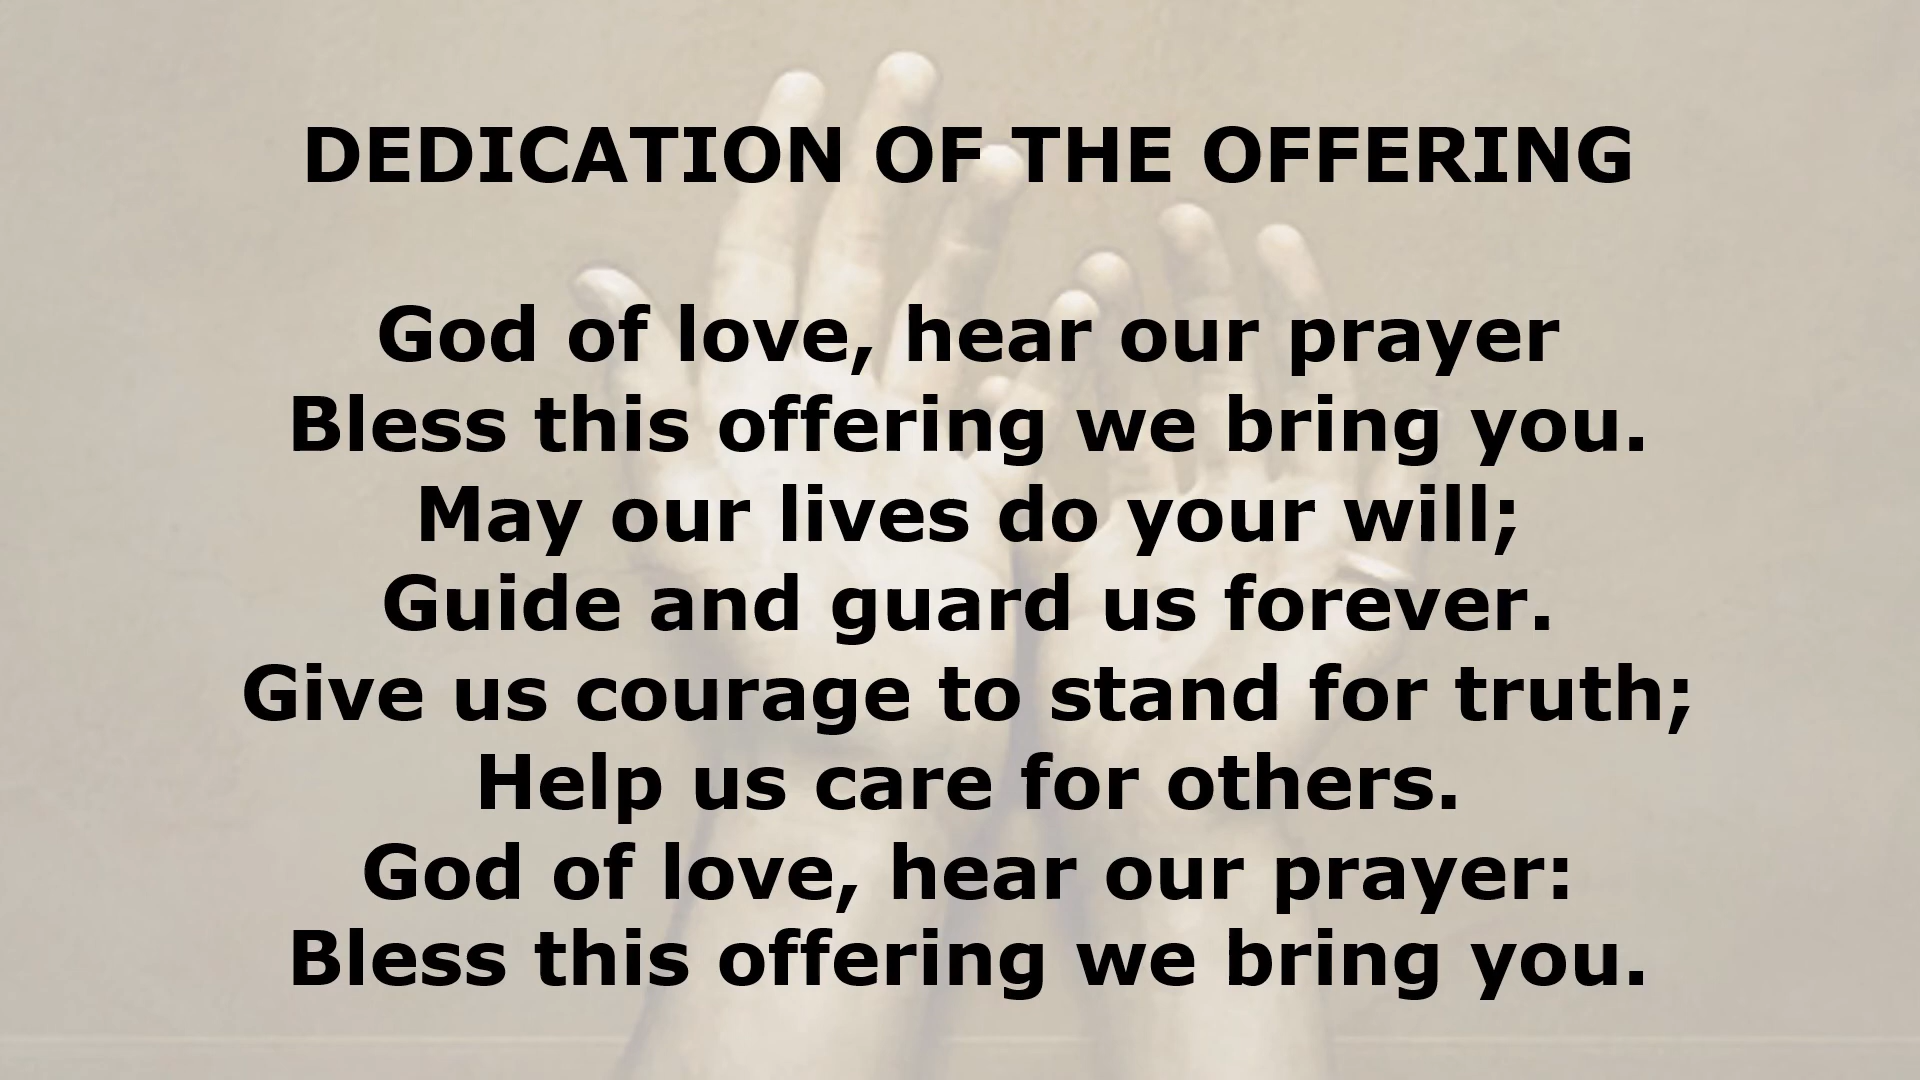 DEDICATION OF THE OFFERING
God of love, hear our prayer
Bless this offering we bring you.
May our lives do your will;
Guide and guard us forever.
Give us courage to stand for truth;
Help us care for others.
God of love, hear our prayer:
Bless this offering we bring you.